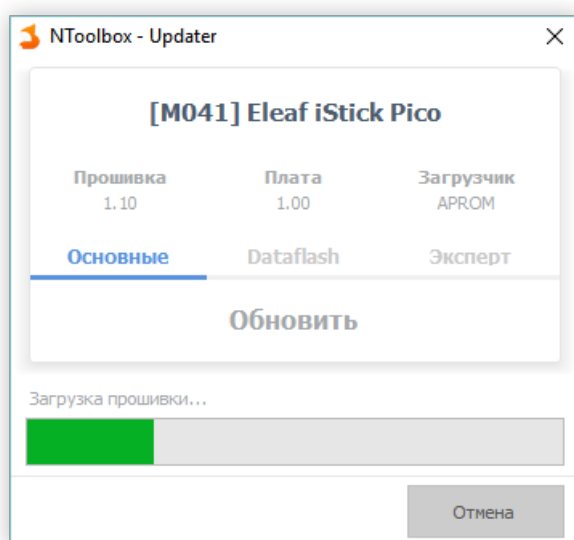 NToolbox - Updater
[M041] Eleaf iStick Pico
Прошивка Плата Загрузчик
1.10 1.00 APROM
Основные Dataflash Эксперт
Обновить
Загрузка прошивки...
Отмена